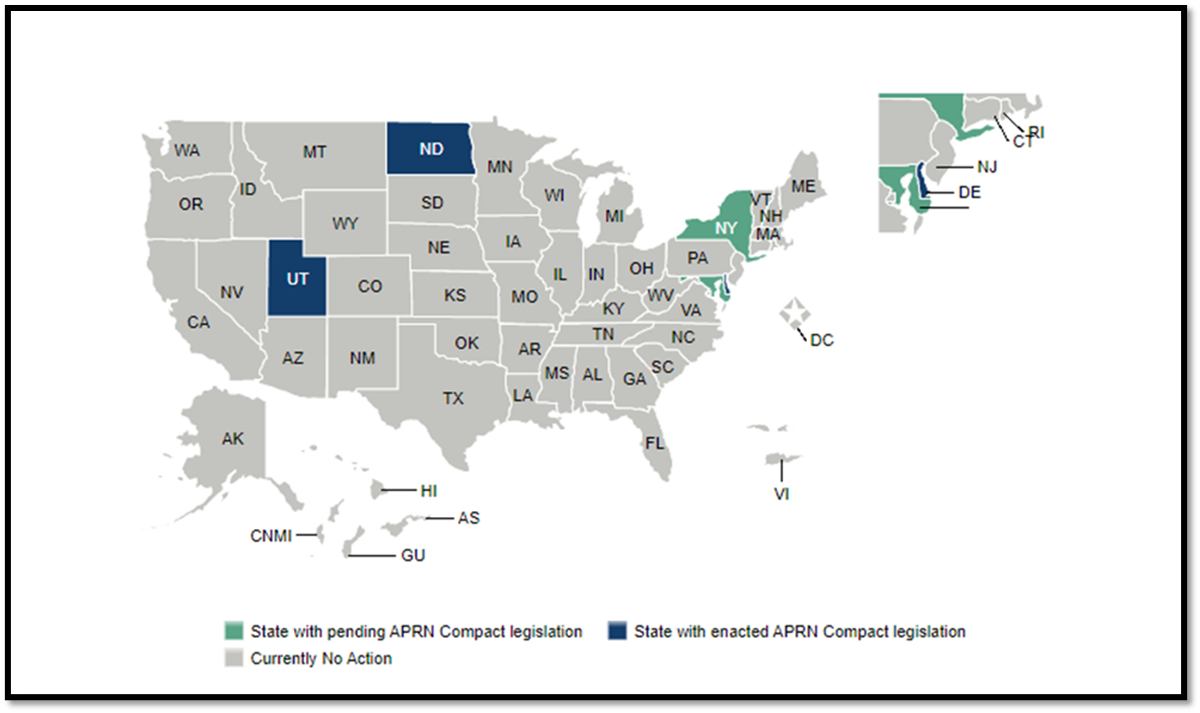 WA
MT
ND
MN
ID
OR
SD
WI
MI
ME
VT
NH
NY
MA
WY
NE
IA
PA
UT
NV
CO
KS
MO
IL
IN
OH
WV
VA
KY
CA
AZ
NM
OK
AR
TN
NC
SC
MS
AL
GA
TX
LA
FL
AK
HI
AS
CNMI
GU
RI
CT
NJ
DE
DC
VI
State with pending APRN Compact legislation
State with enacted APRN Compact legislation
Currently No Action